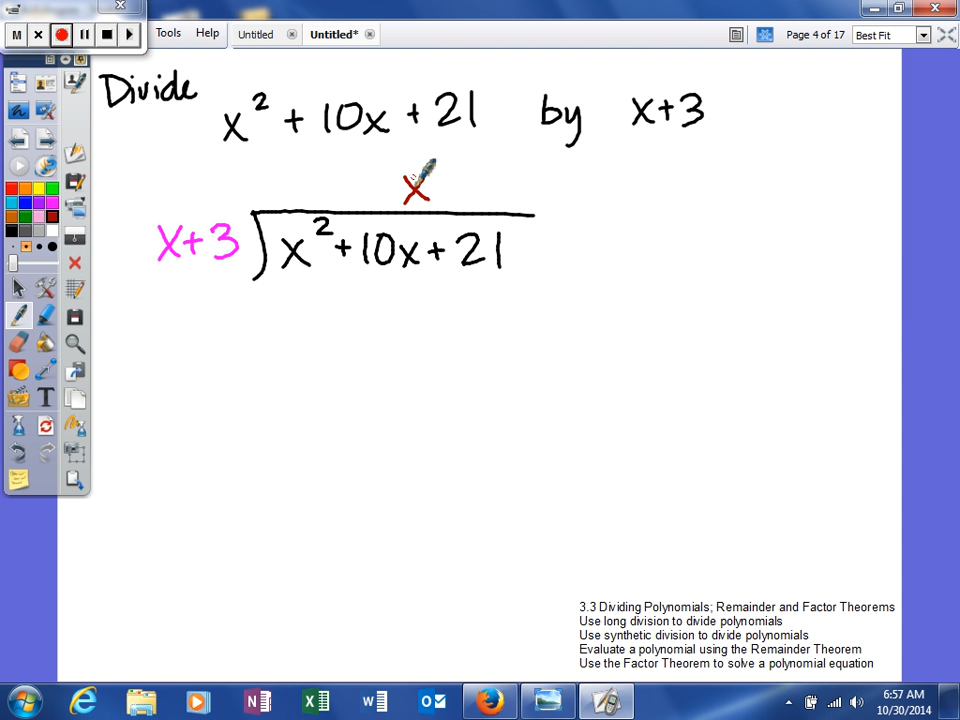 M
Tools Help Untitled Untitled* Page 4 of 17 Best Fit
Divide
x² + 10x + 21 by x+3
x
x+3 x²+10x+21
3.3 Dividing Polynomials; Remainder and Factor Theorems
Use long division to divide polynomials
Use synthetic division to divide polynomials
Evaluate a polynomial using the Remainder Theorem
Use the Factor Theorem to solve a polynomial equation
6:57 AM
10/30/2014